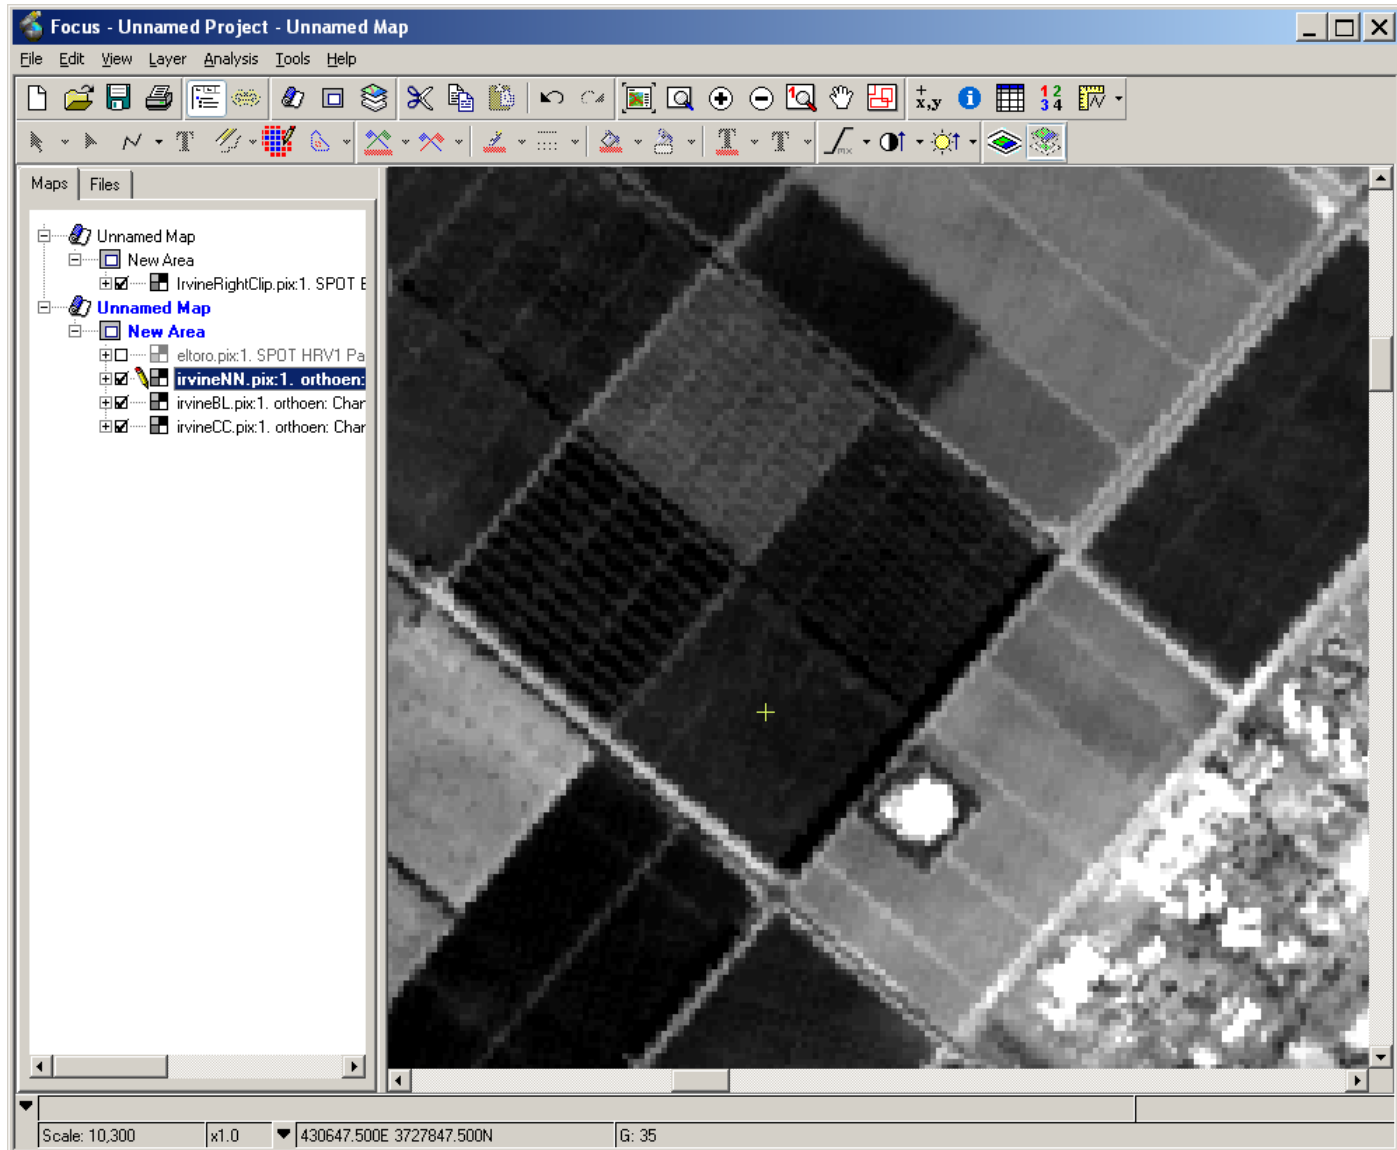 Focus - Unnamed Project - Unnamed Map
File Edit View Layer Analysis Tools Help
x,y 1 2 3 4
mx
Maps Files
Unnamed Map
New Area
IrvineRightClip.pix:1. SPOT
Unnamed Map
New Area
eltoro.pix:1. SPOT HRV1 Pa
irvineNN.pix:1. orthoen:
irvineBL.pix:1. orthoen: Char
irvineCC.pix:1. orthoen: Char
Scale: 10,300 x1.0 430647.500E 3727847.500N G: 35